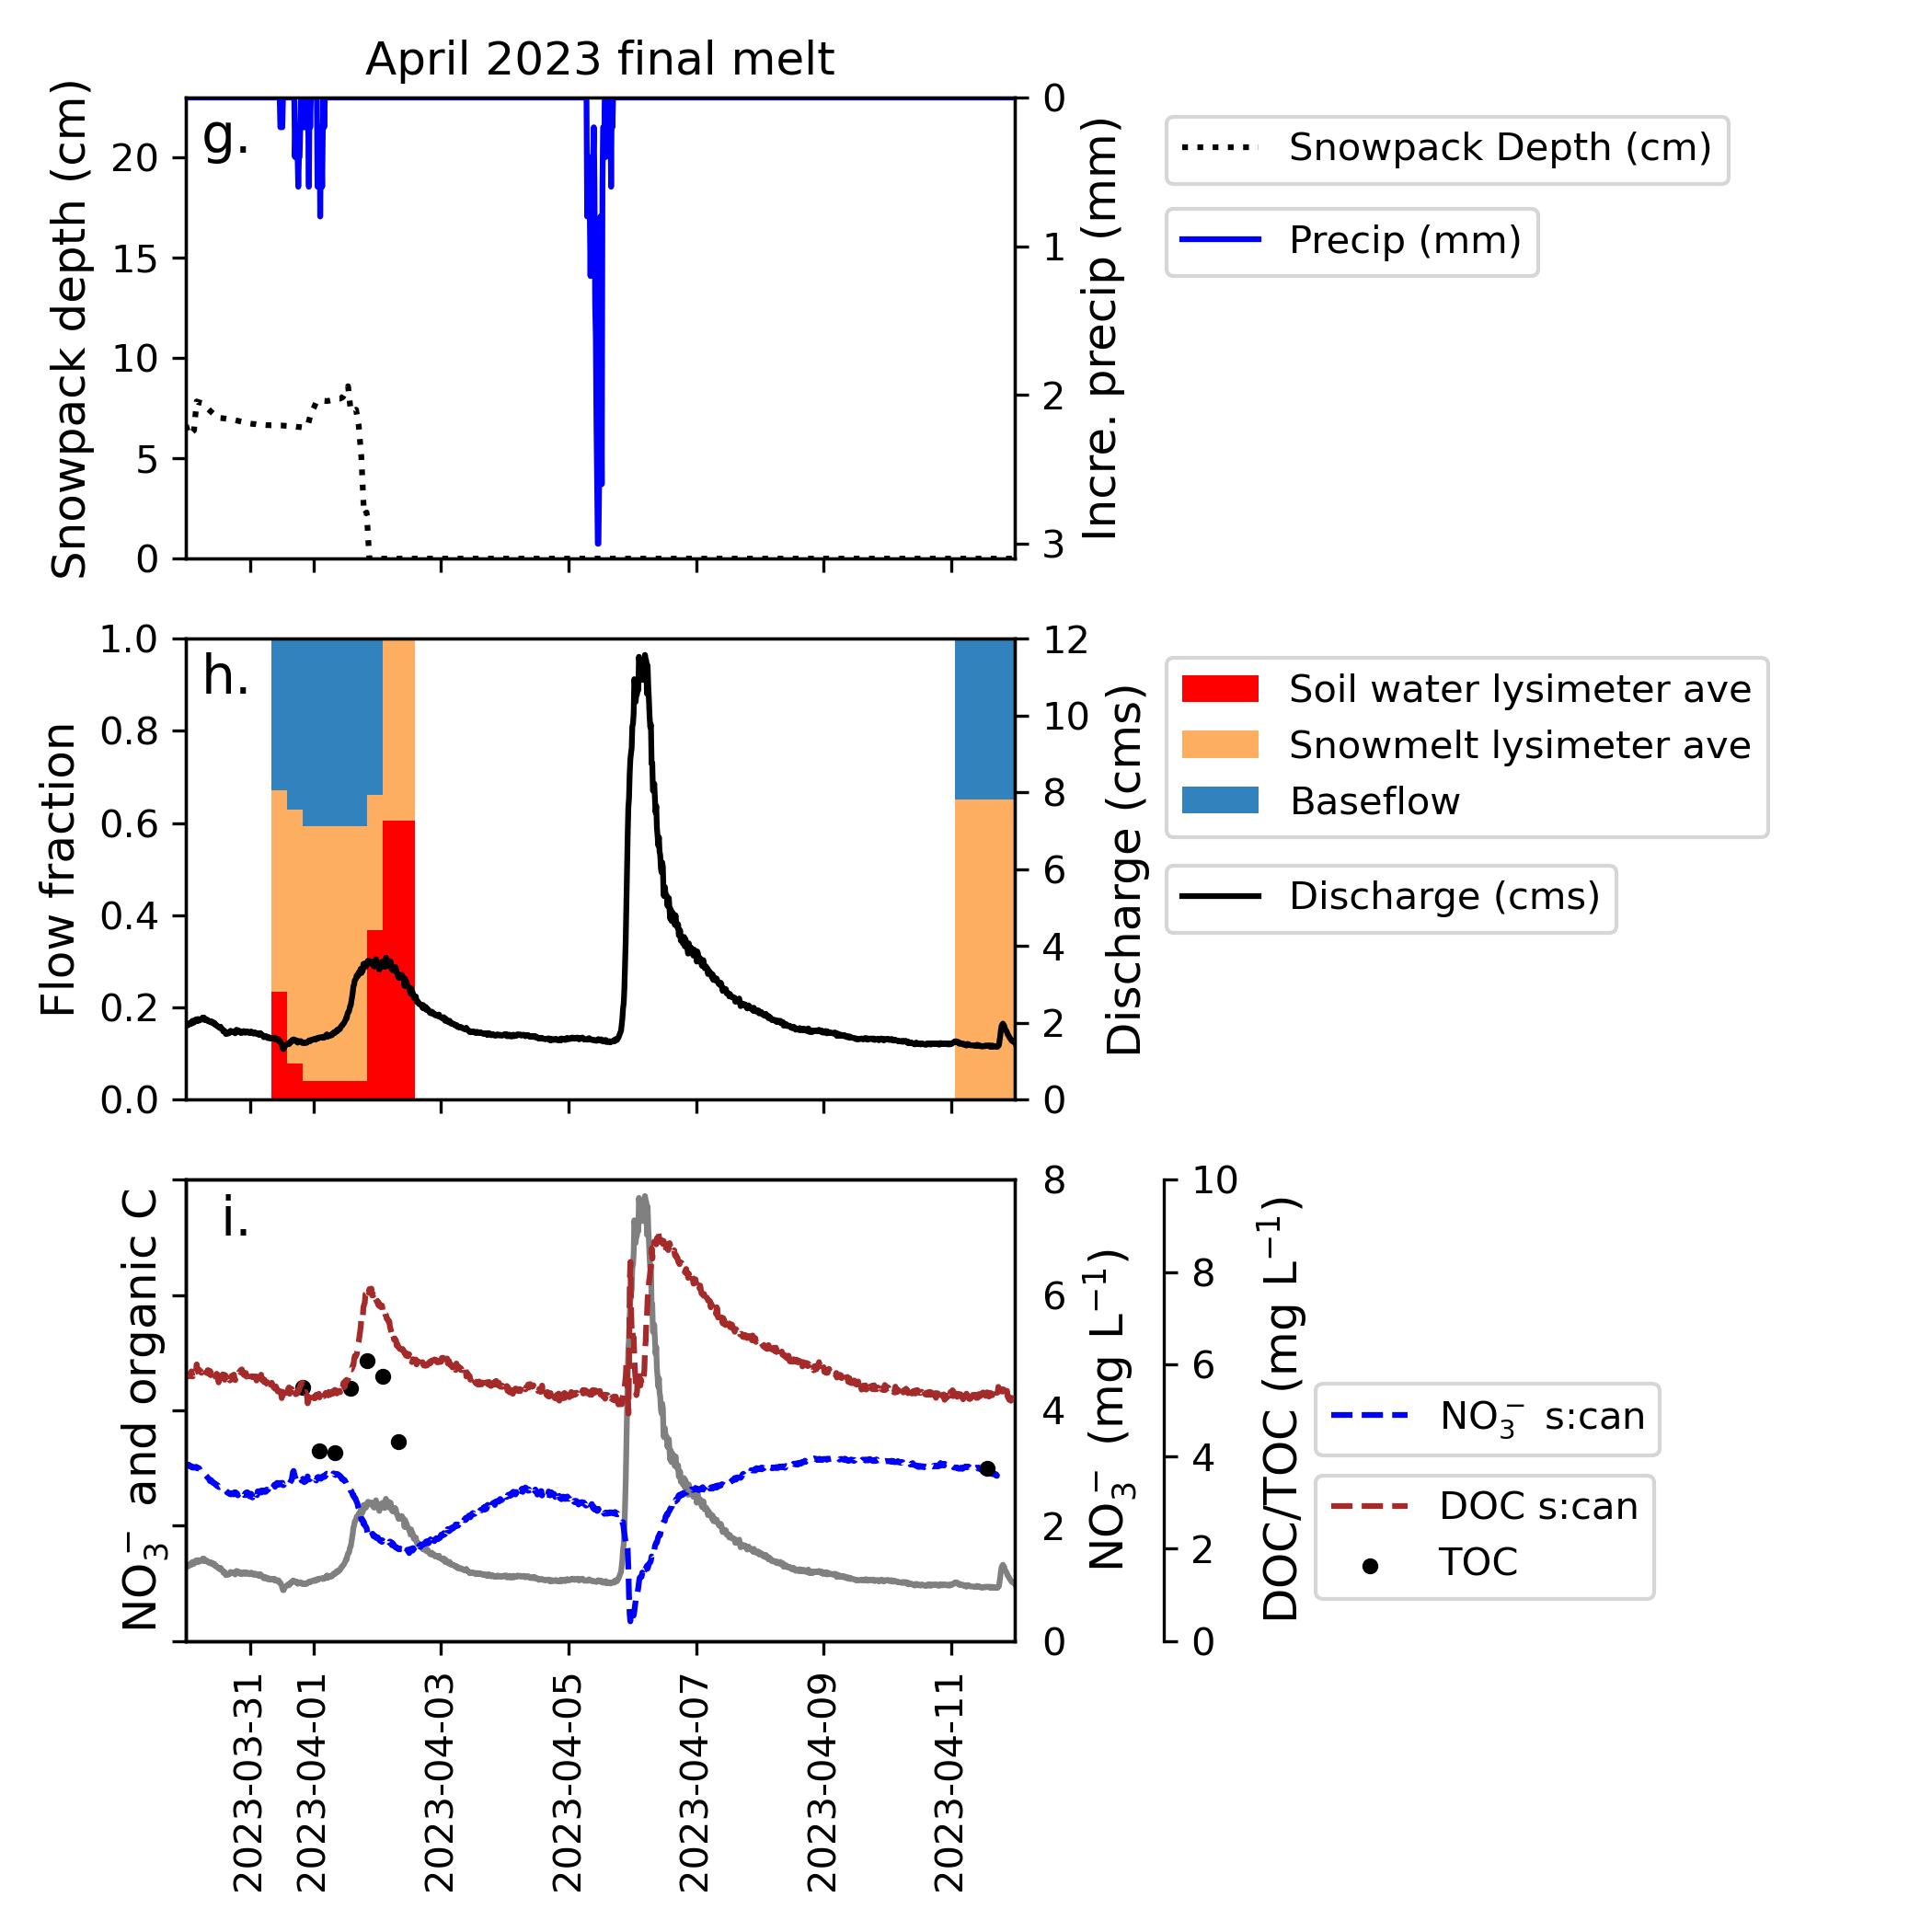 April 2023 final melt
g.
Snowpack depth (cm)
20
15
10
5
0
0
1
2
3
Incre. precip (mm)
Snowpack Depth (cm)
Precip (mm)
h.
Flow fraction
1.0
0.8
0.6
0.4
0.2
0.0
12
10
8
6
4
2
0
Discharge (cms)
Soil water lysimeter ave
Snowmelt lysimeter ave
Baseflow
Discharge (cms)
i.
NO₃⁻ and organic C
8
6
4
2
0
NO₃⁻ (mg L⁻¹)
10
8
6
4
2
0
DOC/TOC (mg L⁻¹)
NO₃⁻ s:can
DOC s:can
TOC
2023-03-31
2023-04-01
2023-04-03
2023-04-05
2023-04-07
2023-04-09
2023-04-11